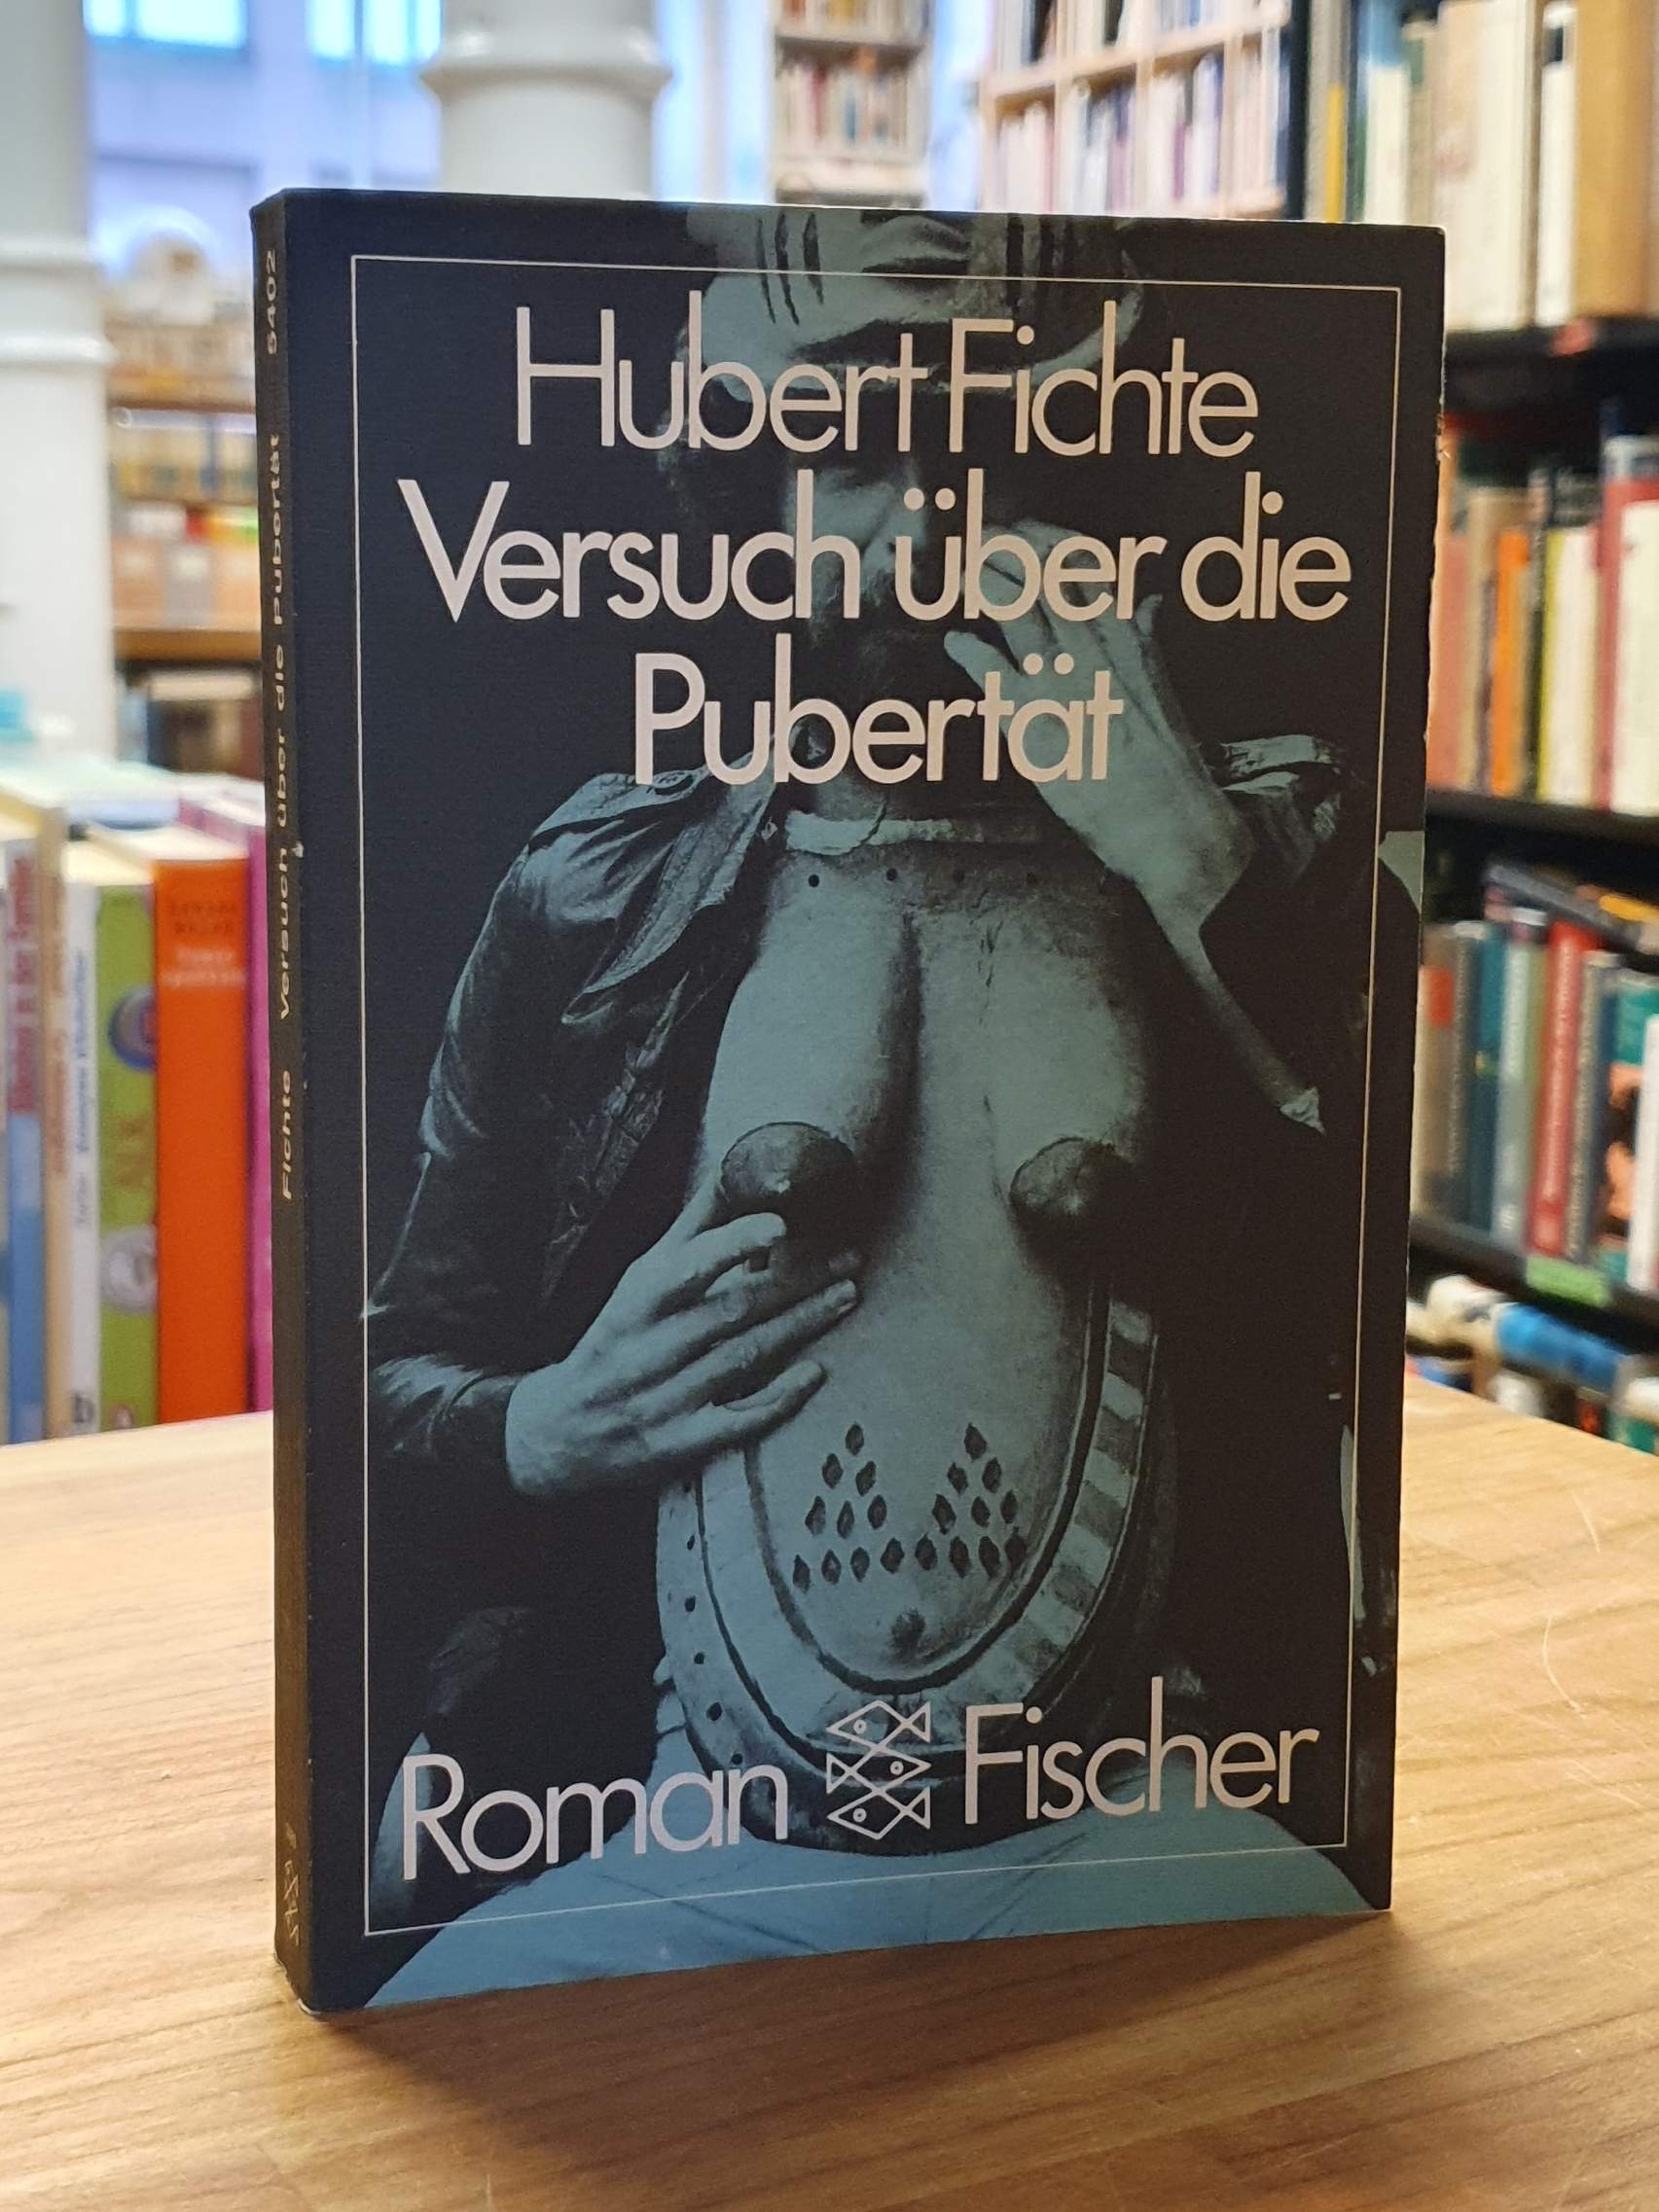 Hubert Fichte
Versuch über die
Pubertät
Roman Fischer
Fichte Versuch über die Pubertät 5402